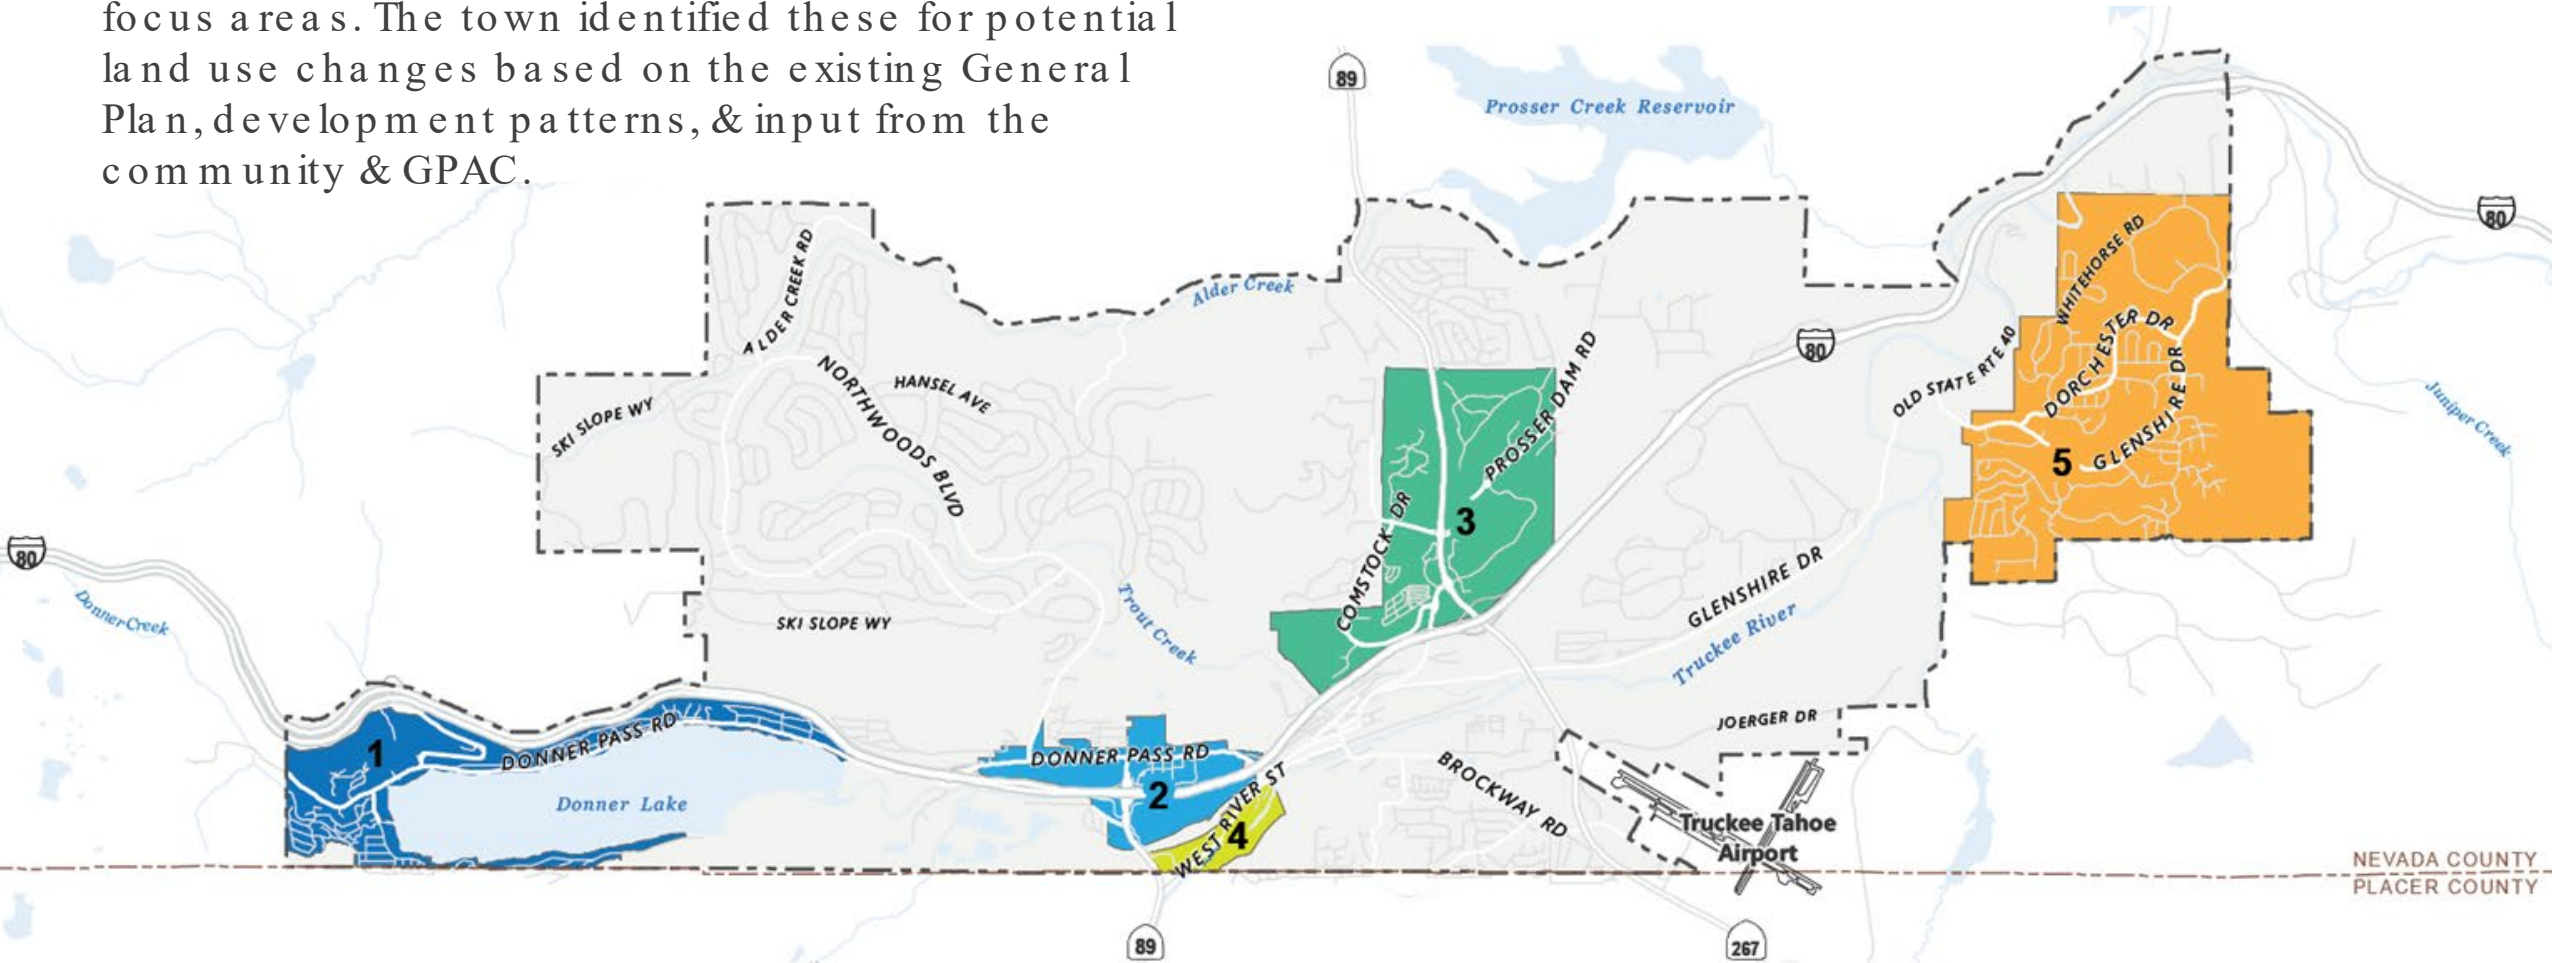 focus areas. The town identified these for potential
land use changes based on the existing General
Plan, development patterns, & input from the
community & GPAC.
89
Prosser Creek Reservoir
80
ALDER CREEK RD
Alder Creek
WHITEHORSE RD
DORCHESTER DR
GLENSHIRE DR
OLD STATE RTE 40
80
PROSSER DAM RD
NORTHWOODS BLVD
HANSEL AVE
SKI SLOPE WY
Juniper Creek
5
3
COMSTOCK DR
80
Donner Creek
Trout Creek
GLENSHIRE DR
Truckee River
SKI SLOPE WY
JOERGER DR
1
DONNER PASS RD
DONNER PASS RD
2
Donner Lake
WEST RIVER ST
4
BROCKWAY RD
Truckee Tahoe
Airport
NEVADA COUNTY
PLACER COUNTY
89
267